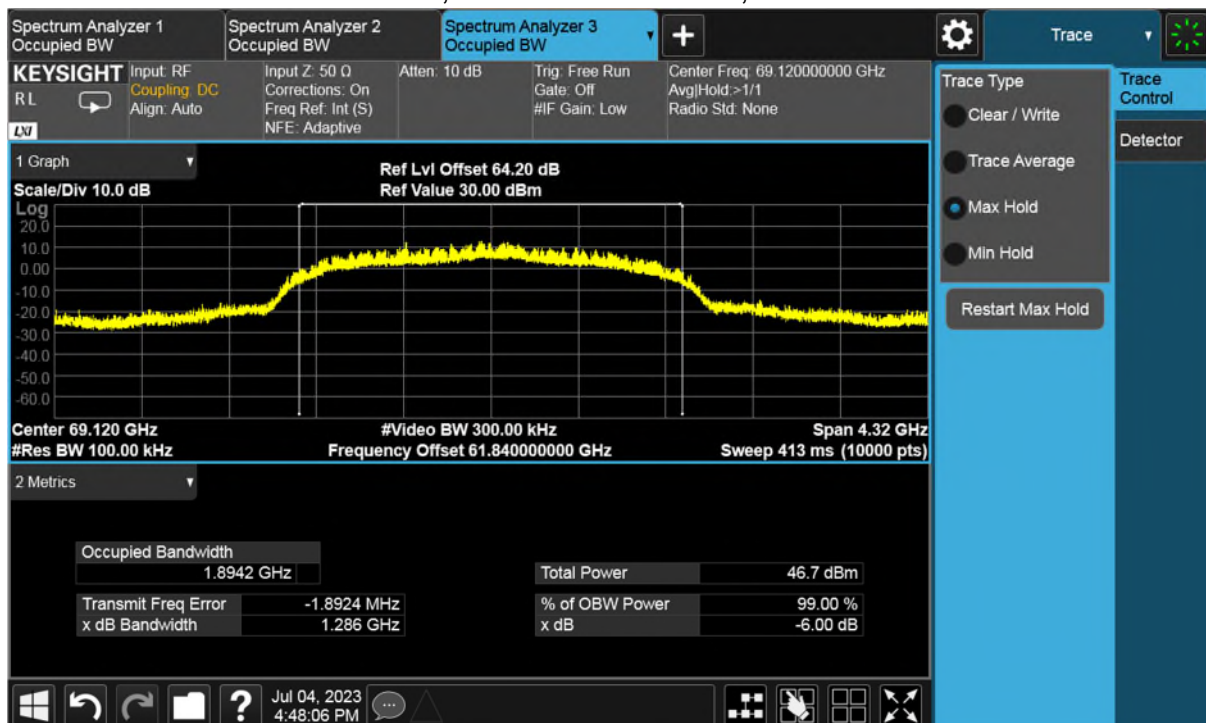 Spectrum Analyzer 1
Occupied BW
Spectrum Analyzer 2
Occupied BW
Spectrum Analyzer 3
Occupied BW
Trace
KEYSIGHT
RL
LXI
Input: RF
Coupling: DC
Align: Auto
Input Z: 50 Ω
Corrections: On
Freq Ref: Int (S)
NFE: Adaptive
Atten: 10 dB
Trig: Free Run
Gate: Off
#IF Gain: Low
Center Freq: 69.120000000 GHz
Avg|Hold:>1/1
Radio Std: None
Trace Type
Clear / Write
Trace Average
Max Hold
Min Hold
Restart Max Hold
Trace
Control
Detector
1 Graph
Scale/Div 10.0 dB
Ref Lvl Offset 64.20 dB
Ref Value 30.00 dBm
Log
20.0
10.0
0.00
-10.0
-20.0
-30.0
-40.0
-50.0
-60.0
Center 69.120 GHz
#Video BW 300.00 kHz
Span 4.32 GHz
#Res BW 100.00 kHz
Frequency Offset 61.840000000 GHz
Sweep 413 ms (10000 pts)
2 Metrics
Occupied Bandwidth
1.8942 GHz
Total Power 46.7 dBm
Transmit Freq Error -1.8924 MHz
% of OBW Power 99.00 %
x dB Bandwidth 1.286 GHz
x dB -6.00 dB
?
Jul 04, 2023
4:48:06 PM